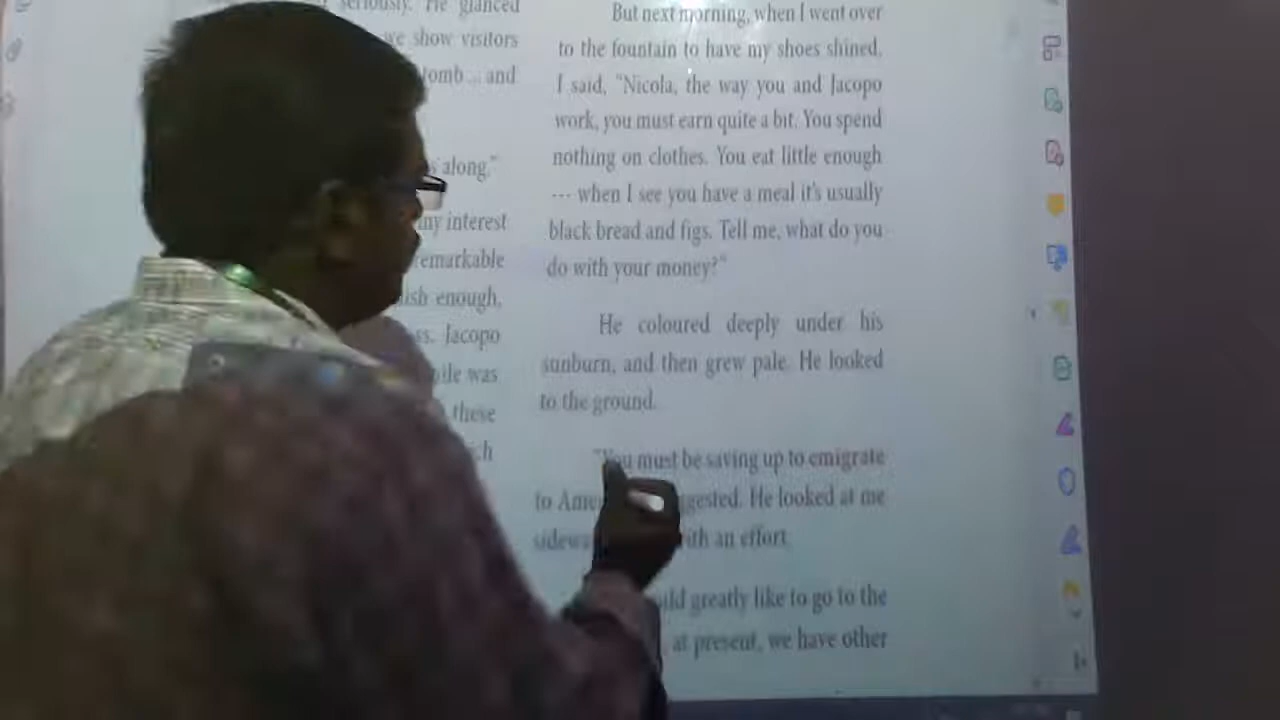 seriously. He glanced
we show visitors
tomb ... and
along."
any interest
remarkable
enough,
Jacopo
was
these
But next morning, when I went over
to the fountain to have my shoes shined,
I said, "Nicola, the way you and Jacopo
work, you must earn quite a bit. You spend
nothing on clothes. You eat little enough
--- when I see you have a meal it's usually
black bread and figs. Tell me, what do you
do with your money?"
He coloured deeply under his
sunburn, and then grew pale. He looked
to the ground.
"You must be saving up to emigrate
to He looked at me
with an effort.
greatly like to go to the
at present, we have other